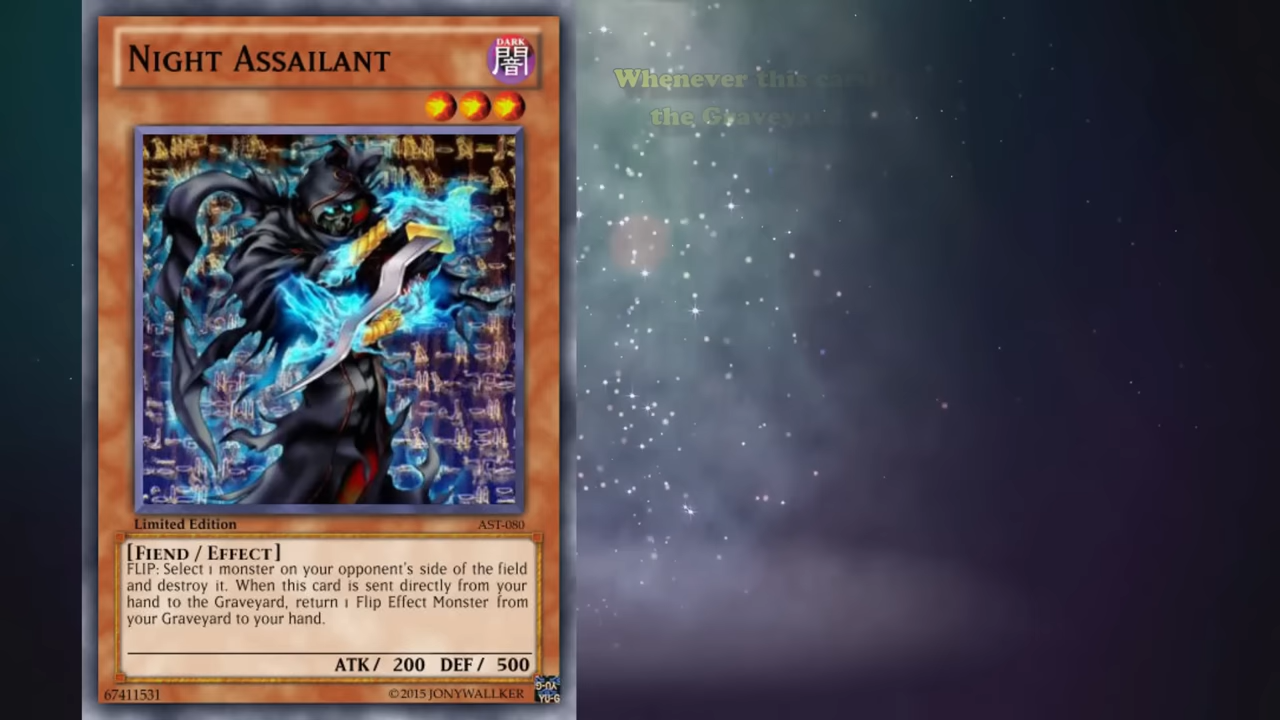 Night Assailant
DARK
闇
Whenever this card
the Gravey
Limited Edition
AST-080
[Fiend / Effect]
FLIP: Select 1 monster on your opponent's side of the field
and destroy it. When this card is sent directly from your
hand to the Graveyard, return 1 Flip Effect Monster from
your Graveyard to your hand.
ATK/ 200 DEF/ 500
67411531
©2015 JONYWALLKER